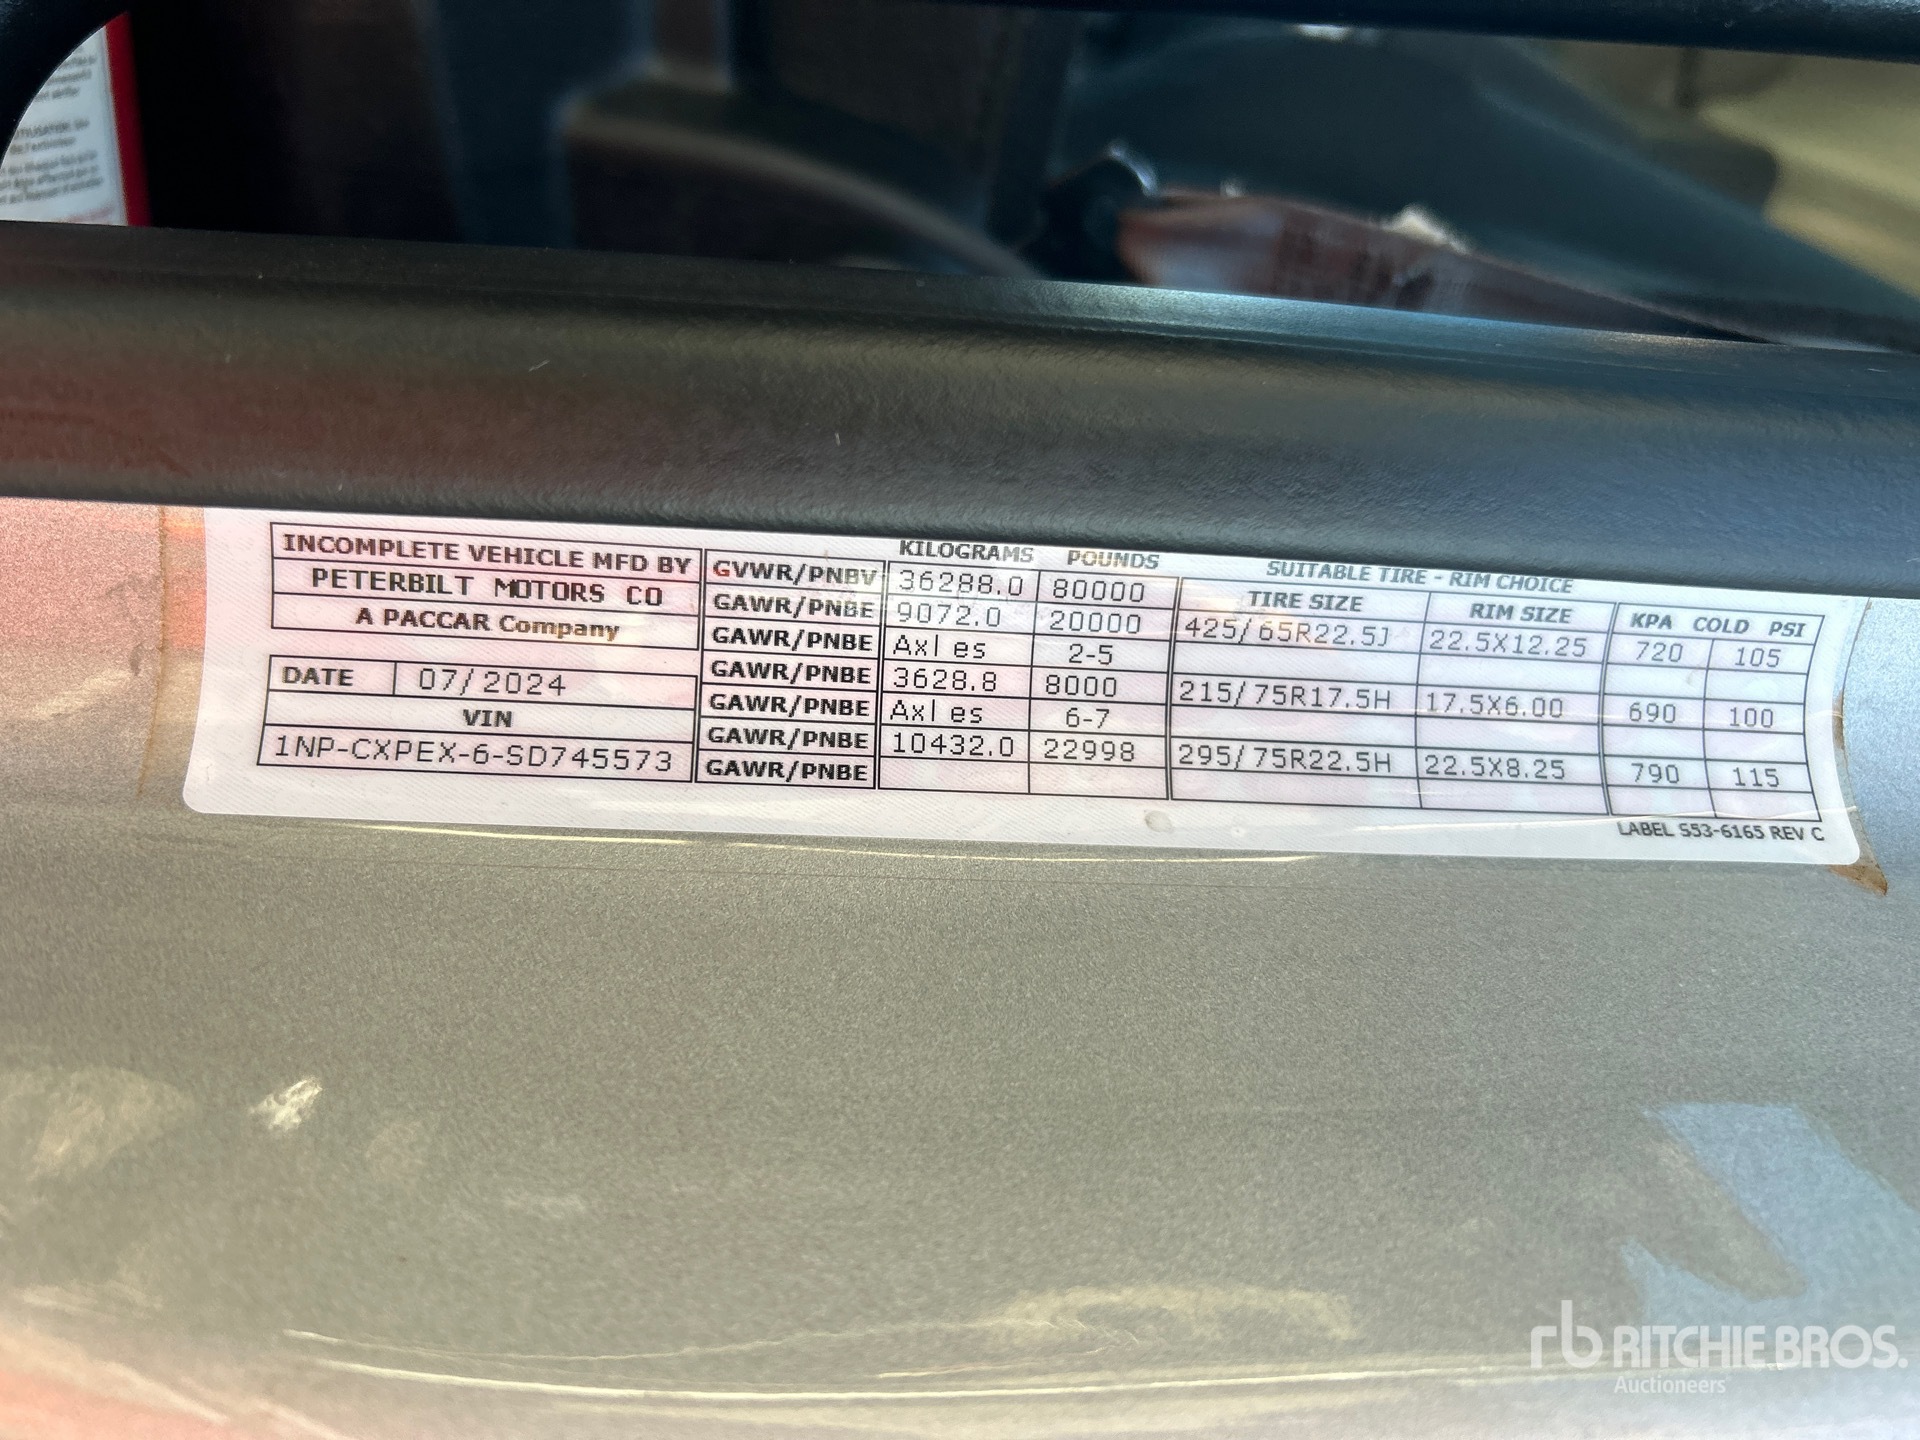 INCOMPLETE VEHICLE MFD BY
PETERBILT MOTORS CO
A PACCAR Company
DATE 07/2024
VIN
1NP-CXPEX-6-SD745573
KILOGRAMS POUNDS
GVWR/PNBV 36288.0 80000
GAWR/PNBE 9072.0 20000
GAWR/PNBE Axles 2-5
GAWR/PNBE 3628.8 8000
GAWR/PNBE Axles 6-7
GAWR/PNBE 10432.0 22998
GAWR/PNBE
SUITABLE TIRE - RIM CHOICE
TIRE SIZE RIM SIZE KPA COLD PSI
425/65R22.5J 22.5X12.25 720 105
215/75R17.5H 17.5X6.00 690 100
295/75R22.5H 22.5X8.25 790 115
LABEL S53-6165 REV C
rb RITCHIE BROS.
Auctioneers